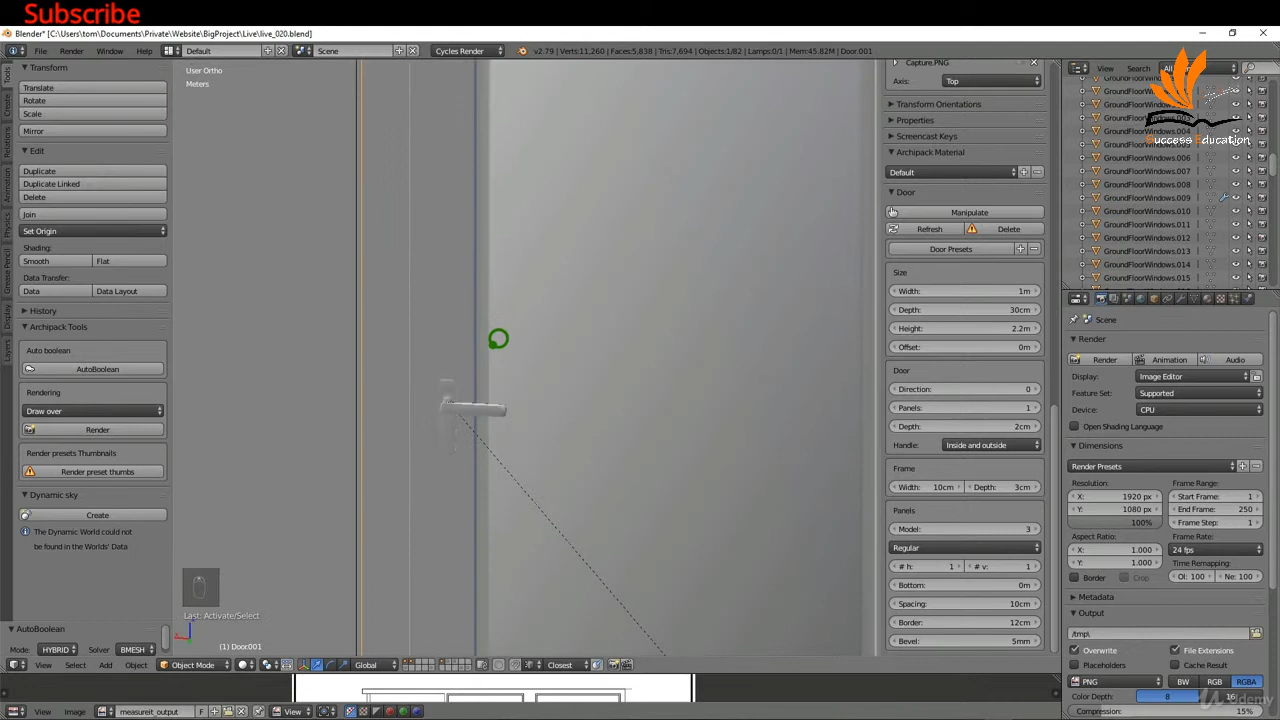 Subscribe
Blender* [C:\Users\tom\Documents\Private\Website\BigProject\Live\live_020.blend]
File Render Window Help Default Scene Cycles Render v2.79 | Verts:11,260 | Faces:5,838 | Tris:7,694 | Objects:1/82 | Lamps:0/1 | Mem:45.82M | Door.001
Tools
Create
Relations
Animation
Physics
Grease Pencil
Display
Layers
Transform
Translate
Rotate
Scale
Mirror
Edit
Duplicate
Duplicate Linked
Delete
Join
Set Origin
Shading:
Smooth Flat
Data Transfer:
Data Data Layout
History
Archipack Tools
Auto boolean
AutoBoolean
Rendering
Draw over
Render
Render presets Thumbnails
Render preset thumbs
Dynamic sky
Create
The Dynamic World could not
be found in the Worlds' Data
AutoBoolean
Mode: HYBRID Solver BMESH
User Ortho
Meters
Last: Activate/Select
(1) Door.001
View Select Add Object Object Mode Global Closest
View Image measureit_output F View
Capture.PNG
Axis: Top
Transform Orientations
Properties
Screencast Keys
Archipack Material
Default
Door
Manipulate
Refresh Delete
Door Presets
Size
Width: 1m
Depth: 30cm
Height: 2.2m
Offset: 0m
Door
Direction: 0
Panels: 1
Depth: 2cm
Handle: Inside and outside
Frame
Width: 10cm Depth: 3cm
Panels
Model: 3
Regular
# h: 1 # v: 1
Bottom: 0m
Spacing: 10cm
Border: 12cm
Bevel: 5mm
View Search All
GroundFloorWindows.004
GroundFloorWindows.006
GroundFloorWindows.007
GroundFloorWindows.008
GroundFloorWindows.009
GroundFloorWindows.010
GroundFloorWindows.011
GroundFloorWindows.012
GroundFloorWindows.013
GroundFloorWindows.014
GroundFloorWindows.015
Success Education
Scene
Render
Render Animation Audio
Display: Image Editor
Feature Set: Supported
Device: CPU
Open Shading Language
Dimensions
Render Presets
Resolution: Frame Range:
X: 1920 px Start Frame: 1
Y: 1080 px End Frame: 250
100% Frame Step: 1
Aspect Ratio: Frame Rate:
X: 1.000 24 fps
Y: 1.000 Time Remapping:
Border Crop Ol: 100 Ne: 100
Metadata
Output
/tmp\
Overwrite File Extensions
Placeholders Cache Result
PNG BW RGB RGBA
Color Depth: 8 16
Compression: 15%
Udemy